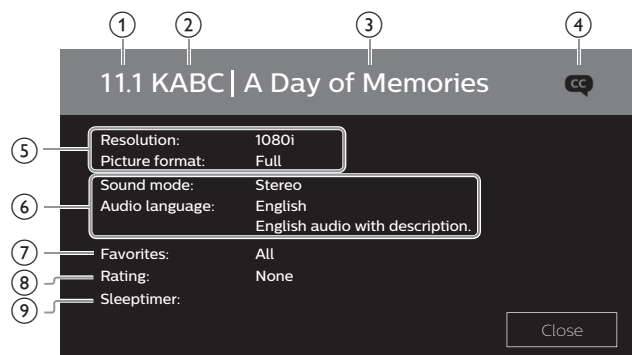 1 2 3 4
11.1 KABC | A Day of Memories CC
5 Resolution: 1080i
Picture format: Full
6 Sound mode: Stereo
Audio language: English
English audio with description.
7 Favorites: All
8 Rating: None
9 Sleeptimer:
Close